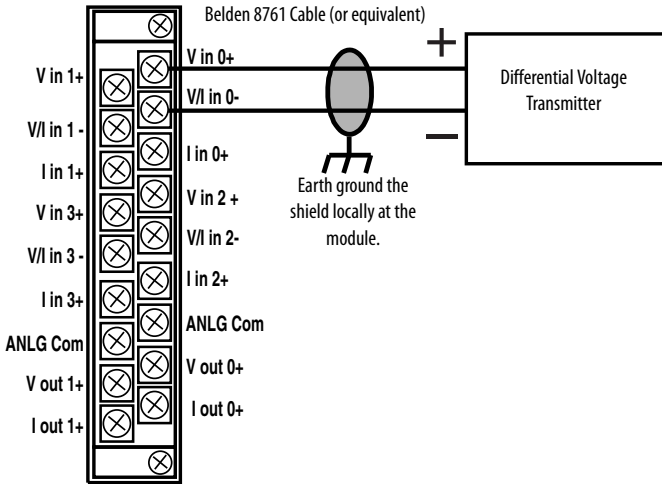 Belden 8761 Cable (or equivalent)
V in 0+
V/I in 0-
I in 0+
V in 2 +
V/I in 2-
I in 2+
ANLG Com
V out 0+
I out 0+
V in 1+
V/I in 1 -
I in 1+
V in 3+
V/I in 3 -
I in 3+
ANLG Com
V out 1+
I out 1+
+
−
Differential Voltage
Transmitter
Earth ground the
shield locally at the
module.